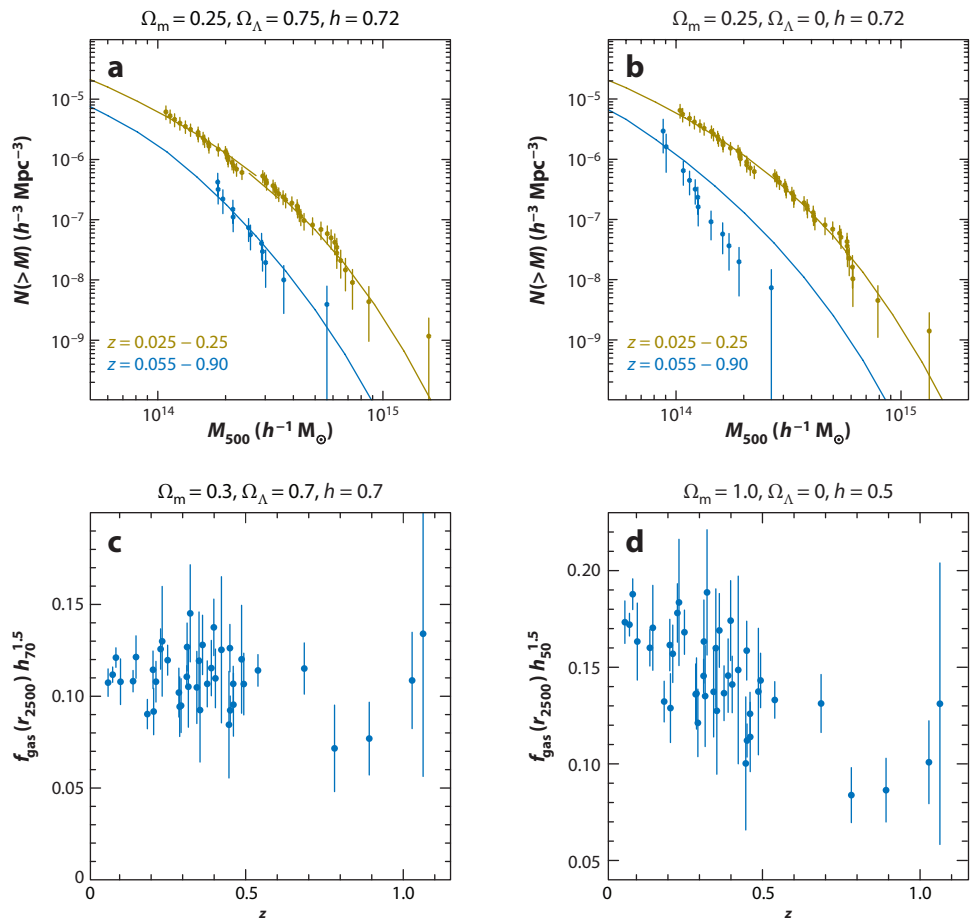 Ωm = 0.25, ΩΛ = 0.75, h = 0.72
a
10⁻⁵
10⁻⁶
10⁻⁷
10⁻⁸
10⁻⁹
N(>M) (h⁻³ Mpc⁻³)
z = 0.025 – 0.25
z = 0.055 – 0.90
10¹⁴
10¹⁵
M500 (h⁻¹ M⊙)
Ωm = 0.25, ΩΛ = 0, h = 0.72
b
10⁻⁵
10⁻⁶
10⁻⁷
10⁻⁸
10⁻⁹
N(>M) (h⁻³ Mpc⁻³)
z = 0.025 – 0.25
z = 0.055 – 0.90
10¹⁴
10¹⁵
M500 (h⁻¹ M⊙)
Ωm = 0.3, ΩΛ = 0.7, h = 0.7
c
0.15
0.10
0.05
0
fgas (r2500) h70^1.5
0
0.5
1.0
z
Ωm = 1.0, ΩΛ = 0, h = 0.5
d
0.20
0.15
0.10
0.05
fgas (r2500) h50^1.5
0
0.5
1.0
z